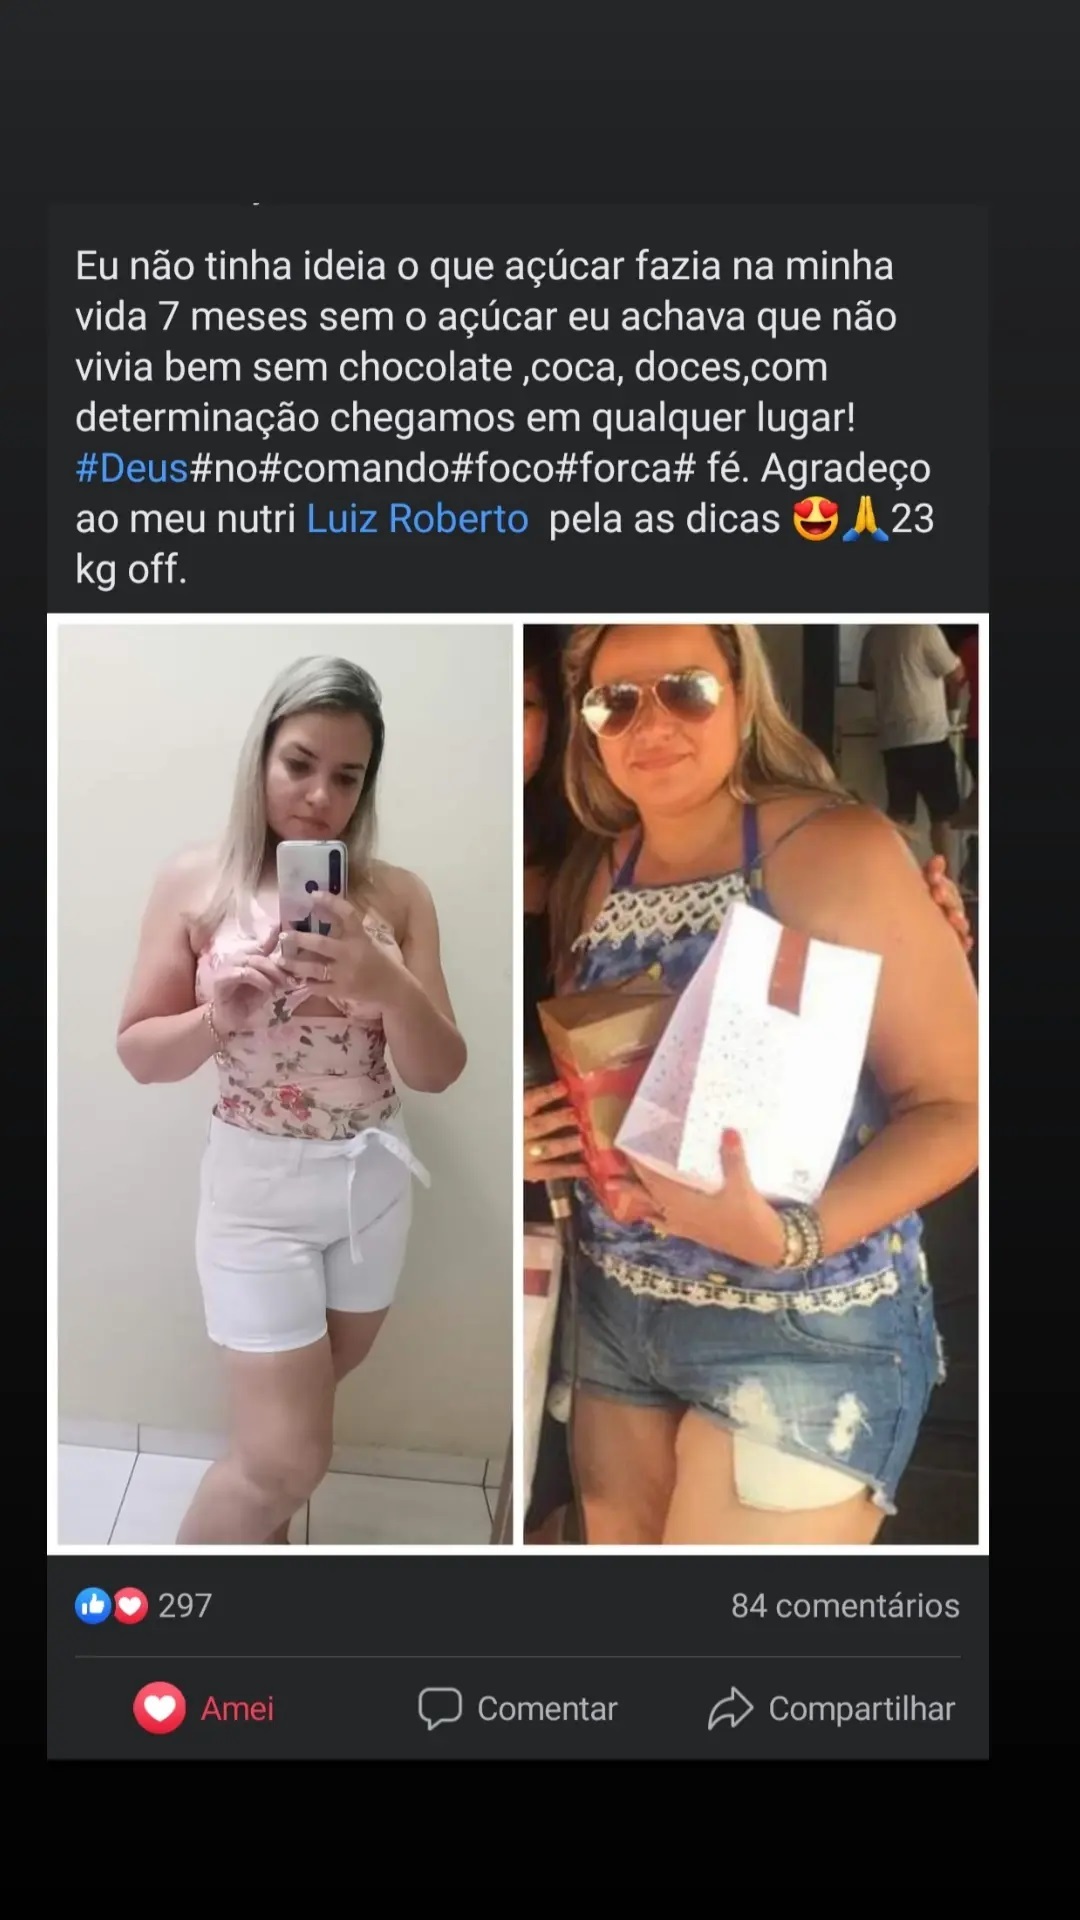 Eu não tinha ideia o que açúcar fazia na minha
vida 7 meses sem o açúcar eu achava que não
vivia bem sem chocolate ,coca, doces,com
determinação chegamos em qualquer lugar!
#Deus#no#comando#foco#forca# fé. Agradeço
ao meu nutri Luiz Roberto pela as dicas 😍🙏23
kg off.
297
84 comentários
Amei
Comentar
Compartilhar